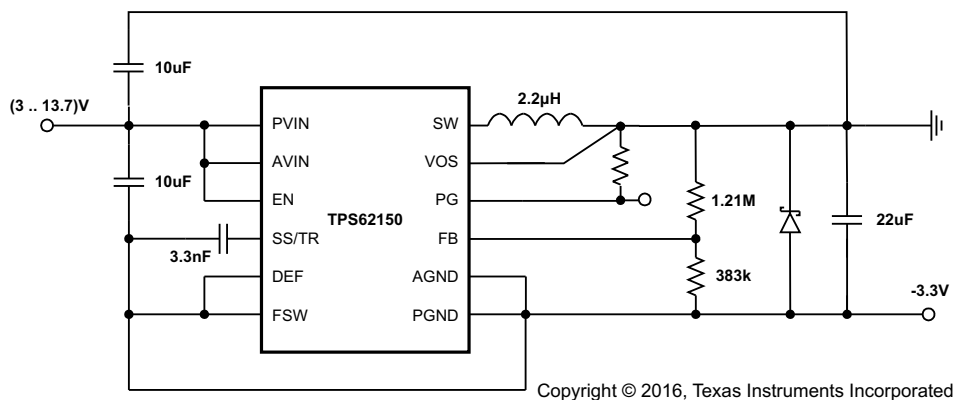 10uF
(3 .. 13.7)V
2.2µH
PVIN
SW
AVIN
VOS
10uF
EN
PG
1.21M
TPS62150
22uF
SS/TR
FB
3.3nF
DEF
AGND
383k
-3.3V
FSW
PGND
Copyright © 2016, Texas Instruments Incorporated